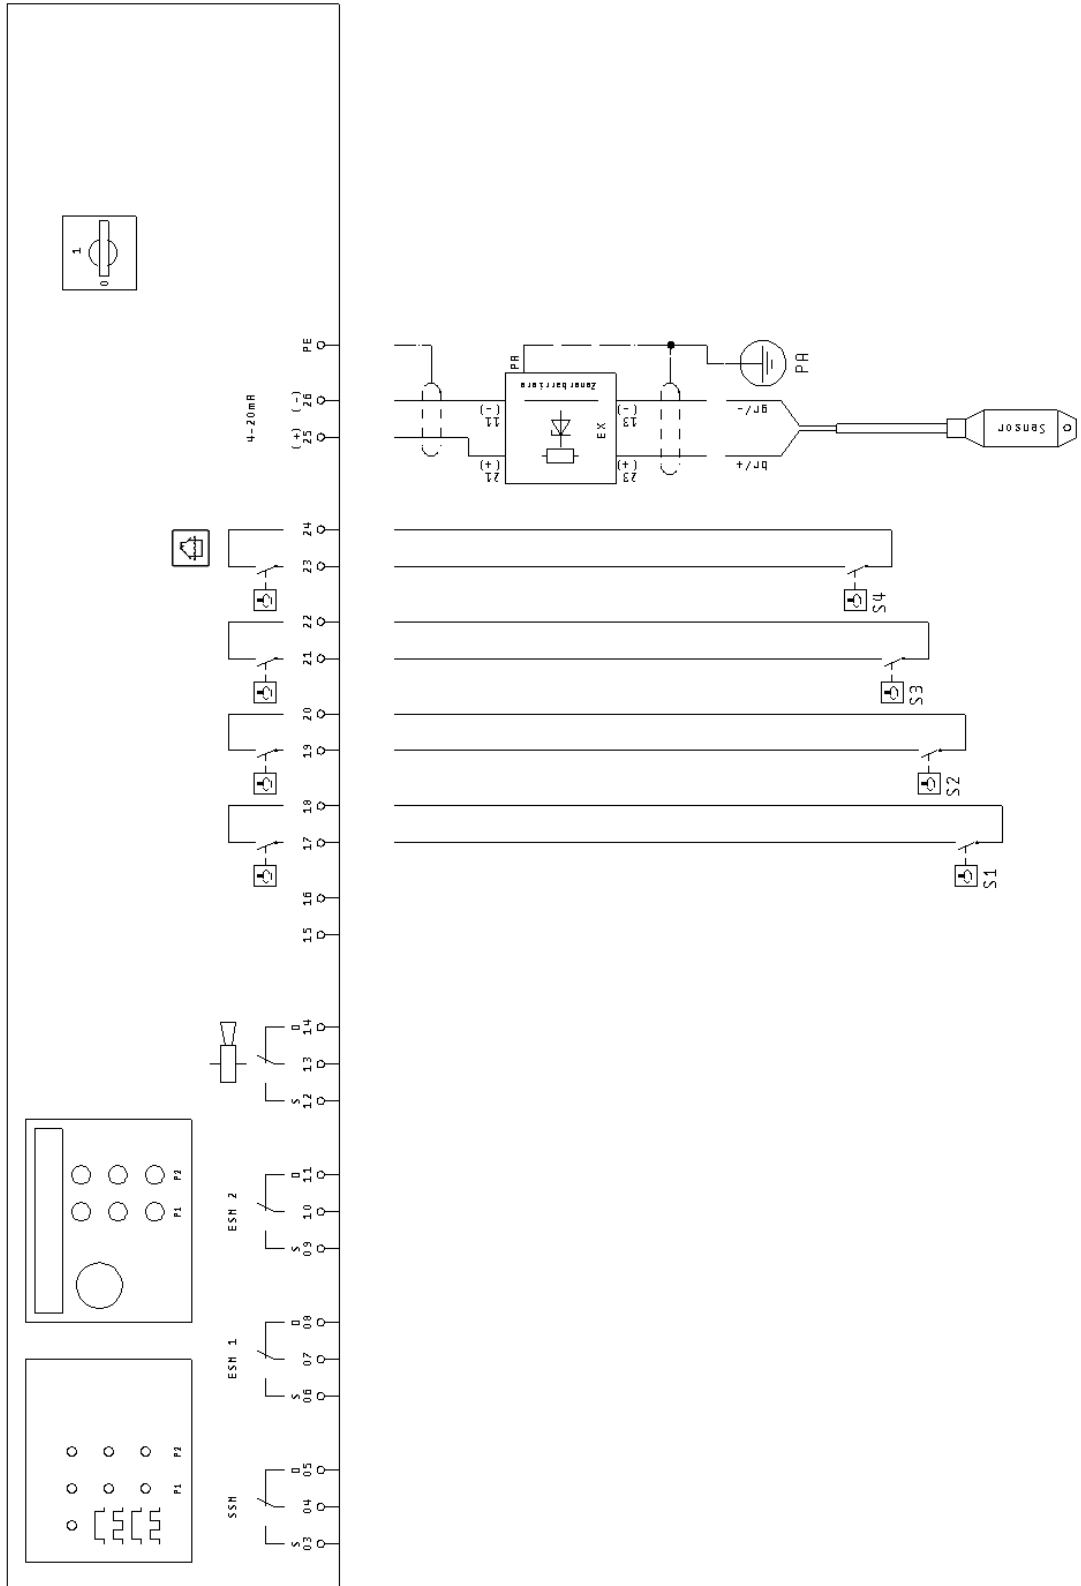 1
0
P1 P2
P1 P2
SSM
ESM 1
ESM 2
4-20mA
S O S O S O S O
(+) (-)
03 04 05 06 07 08 09 10 11 12 13 14 15 16 17 18 19 20 21 22 23 24 25 26 PE
(+) (-)
21 11
PA
Zenerbarriere
EX
(+) (-)
23 13
br/+ gr/-
PA
S4
S3
S2
S1
Sensor